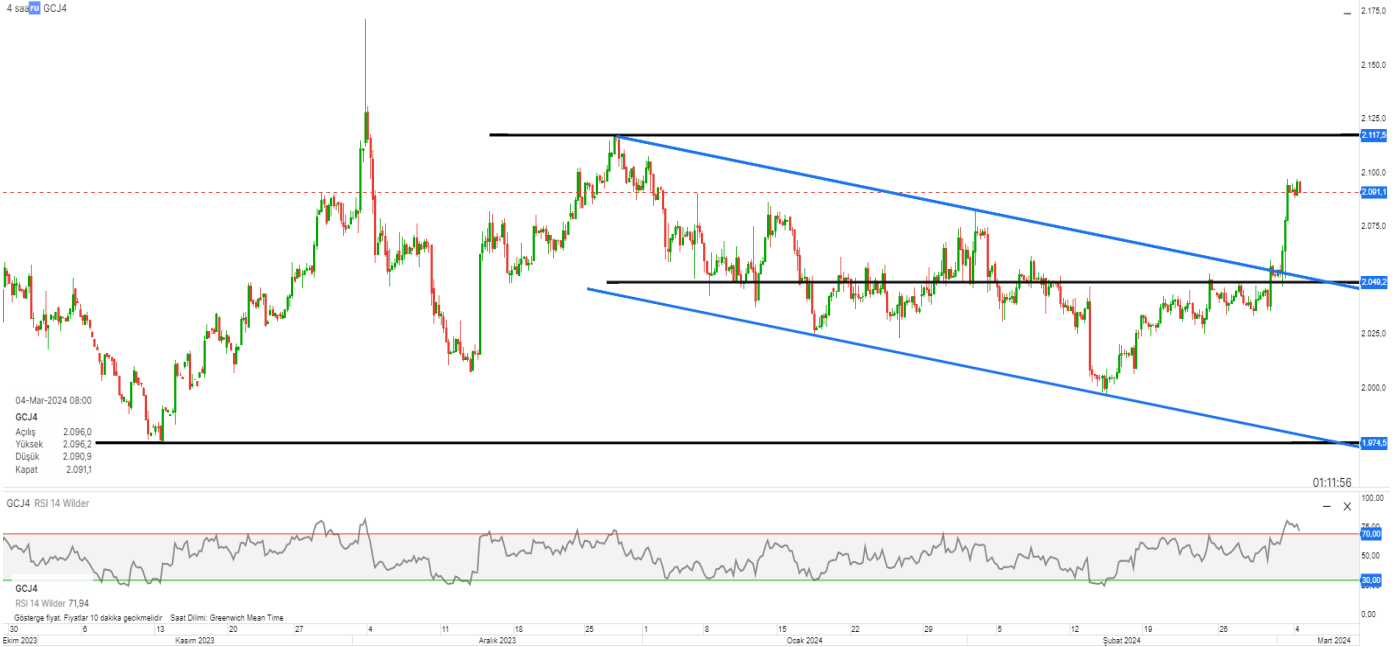 4 saa ru GCJ4
2.175,0
2.150,0
2.125,0
2.117,5
2.100,0
2.091,1
2.075,0
2.049,2
2.025,0
2.000,0
1.974,5
04-Mar-2024 08:00
GCJ4
Açılış 2.096,0
Yüksek 2.096,2
Düşük 2.090,9
Kapat 2.091,1
01:11:56
GCJ4 RSI 14 Wilder
100,00
75,00
70,00
50,00
30,00
0,00
GCJ4
RSI 14 Wilder 71,94
Gösterge fiyat. Fiyatlar 10 dakika gecikmelidir Saat Dilimi: Greenwich Mean Time
30 6 13 20 27 4 11 18 25 1 8 15 22 29 5 12 19 26 4
Ekim 2023 Kasım 2023 Aralık 2023 Ocak 2024 Şubat 2024 Mart 2024